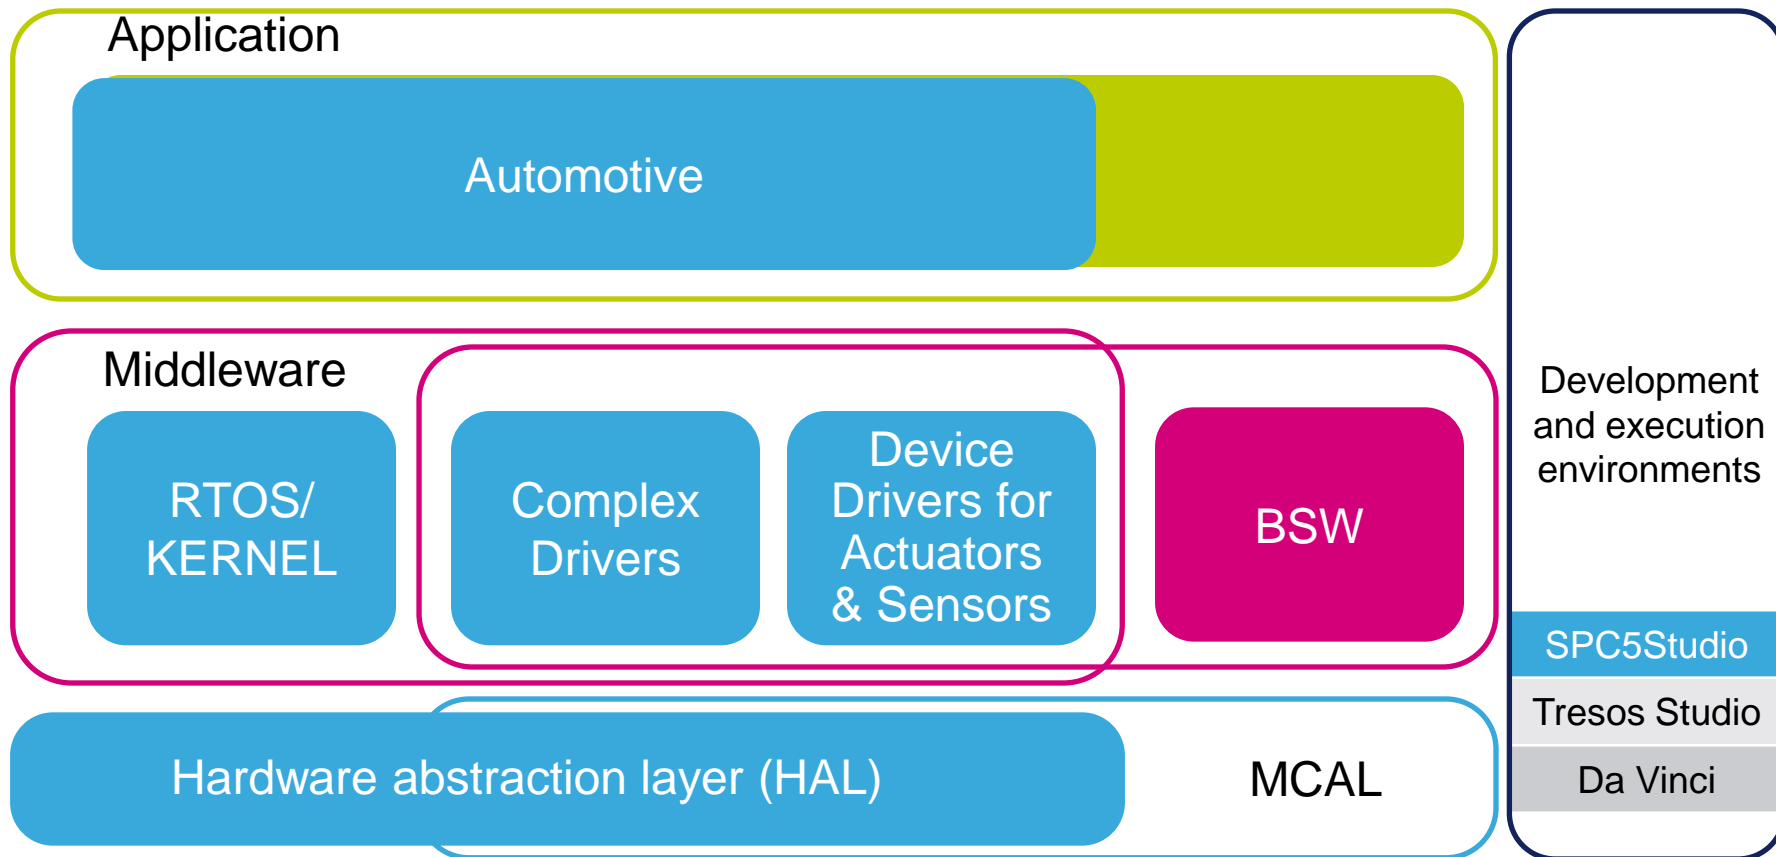 Application
Automotive
Middleware
RTOS/
KERNEL
Complex
Drivers
Device
Drivers for
Actuators
& Sensors
BSW
Hardware abstraction layer (HAL)
MCAL
Development
and execution
environments
SPC5Studio
Tresos Studio
Da Vinci